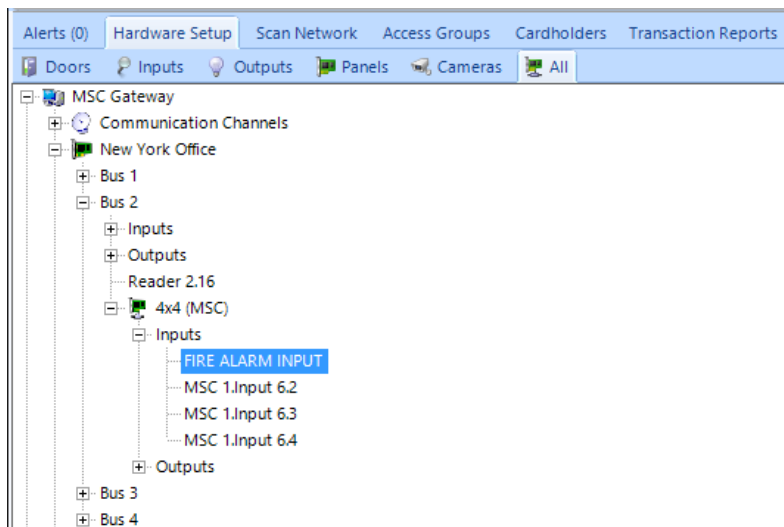 Alerts (0) Hardware Setup Scan Network Access Groups Cardholders Transaction Reports
Doors Inputs Outputs Panels Cameras All
MSC Gateway
Communication Channels
New York Office
Bus 1
Bus 2
Inputs
Outputs
Reader 2.16
4x4 (MSC)
Inputs
FIRE ALARM INPUT
MSC 1.Input 6.2
MSC 1.Input 6.3
MSC 1.Input 6.4
Outputs
Bus 3
Bus 4